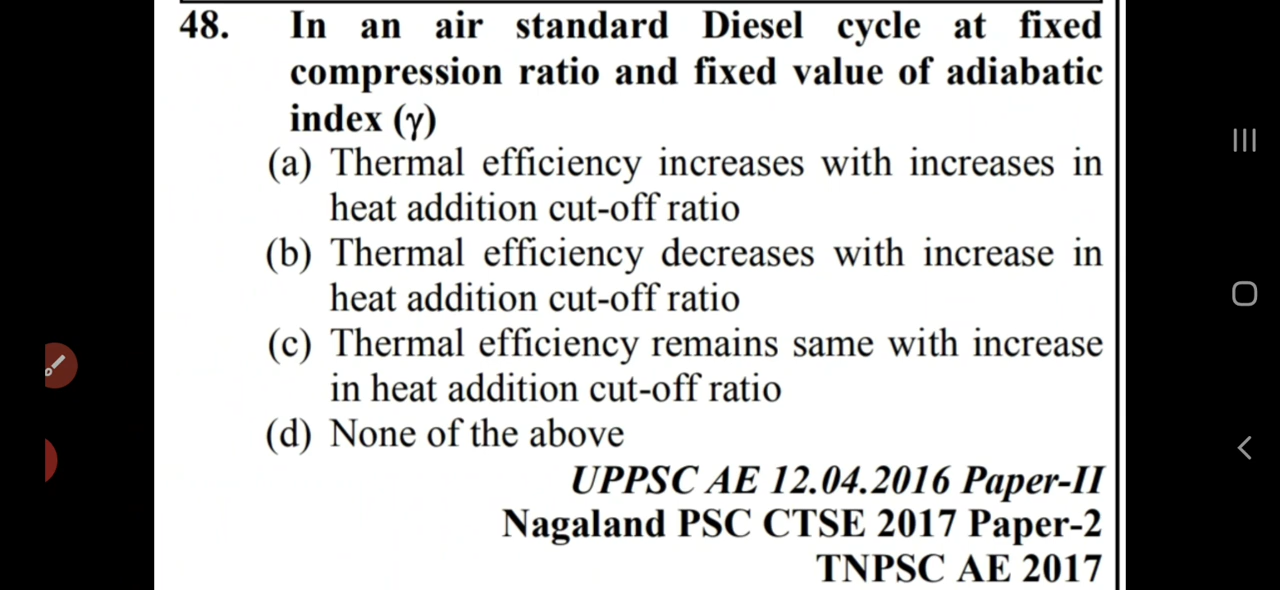 48. In an air standard Diesel cycle at fixed
compression ratio and fixed value of adiabatic
index (γ)
(a) Thermal efficiency increases with increases in
heat addition cut-off ratio
(b) Thermal efficiency decreases with increase in
heat addition cut-off ratio
(c) Thermal efficiency remains same with increase
in heat addition cut-off ratio
(d) None of the above
UPPSC AE 12.04.2016 Paper-II
Nagaland PSC CTSE 2017 Paper-2
TNPSC AE 2017